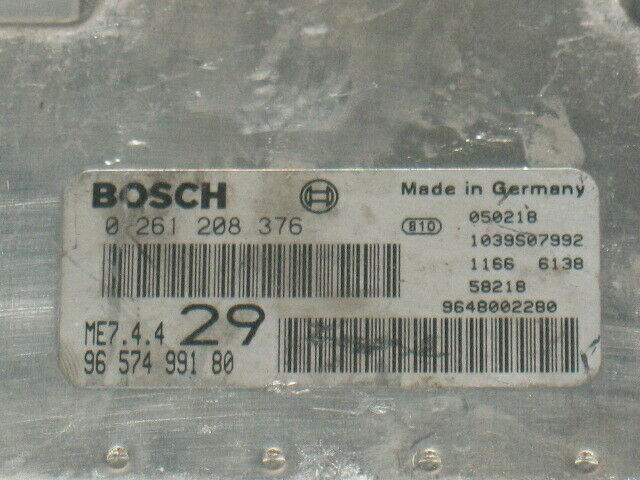 BOSCH
Made in Germany
0 261 208 376
810
050218
1039S07992
1166 6138
58218
9648002280
ME7.4.4 29
96 574 991 80